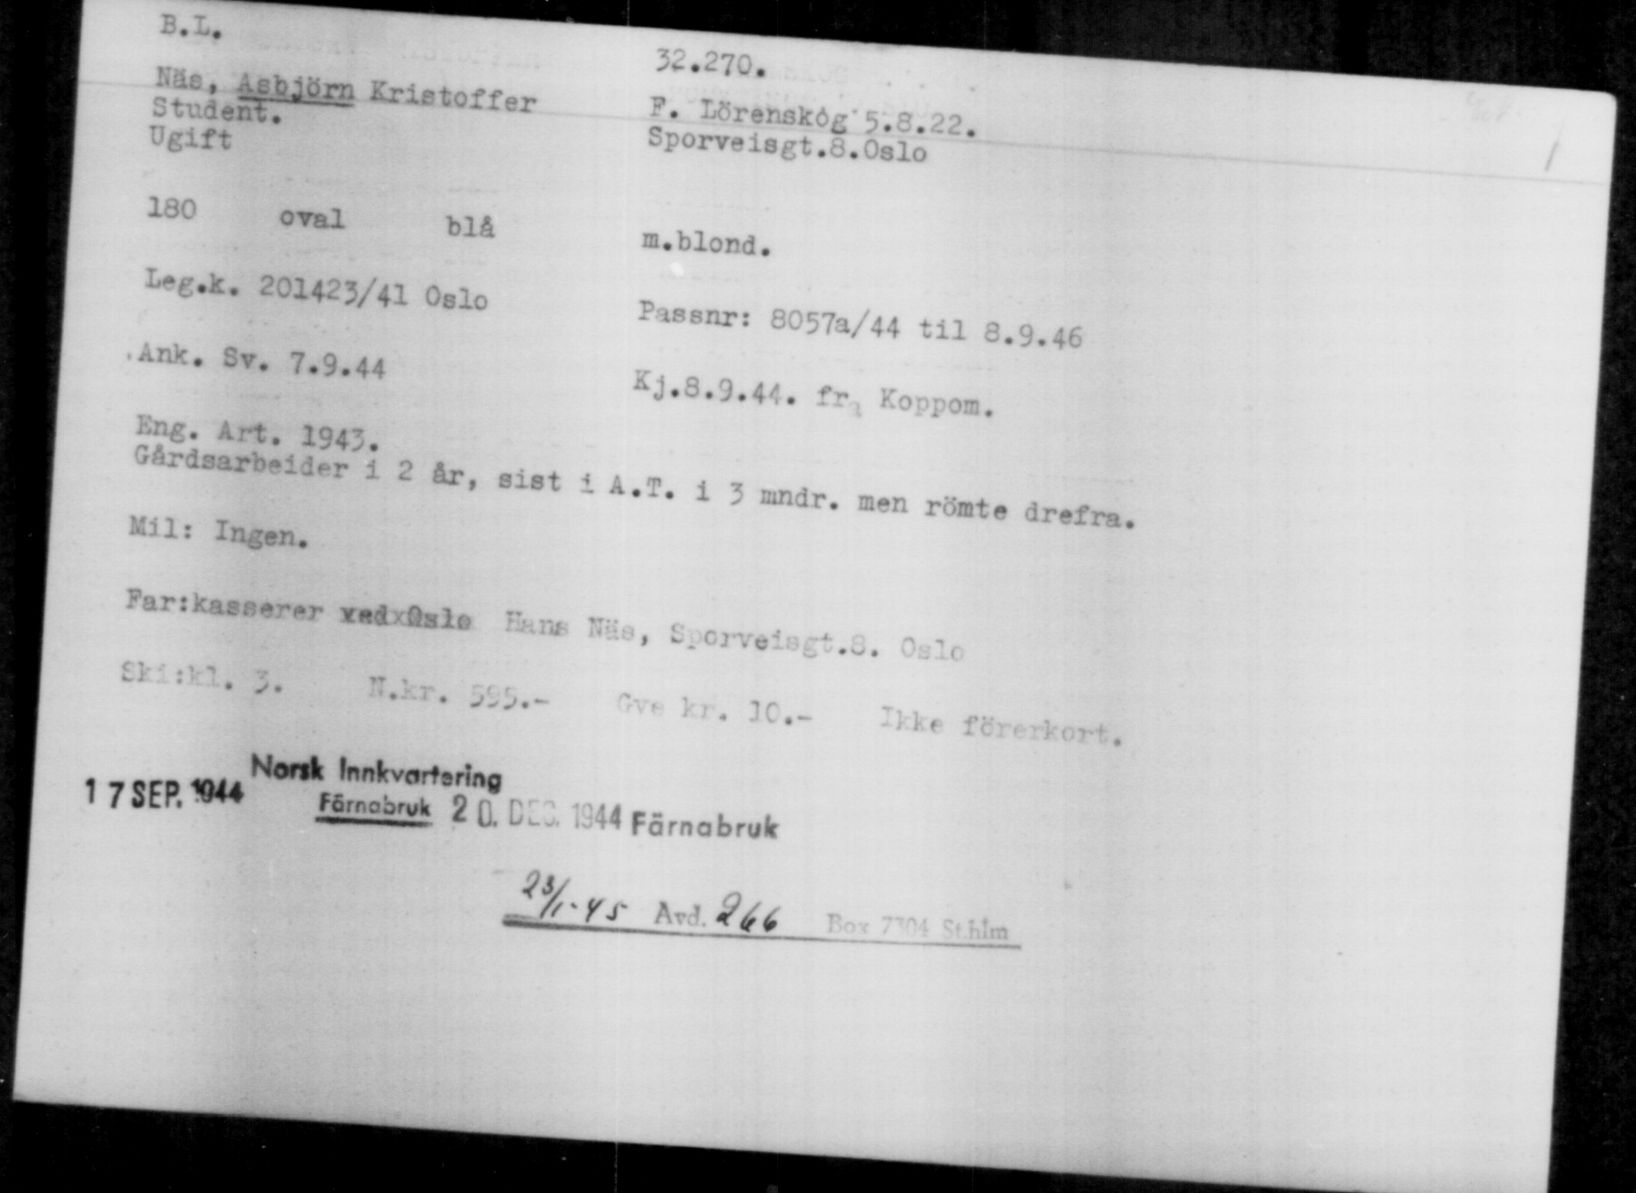 B.L.
32.270.
Näs, Asbjörn Kristoffer
F. Lörenskog 5.8.22.
Student.
Sporveisgt.8.Oslo
Ugift
180 oval blå m.blond.
Leg.k. 201423/41 Oslo
Passnr: 8057a/44 til 8.9.46
Ank. Sv. 7.9.44
Kj.8.9.44. fra Koppom.
Eng. Art. 1943.
Gårdsarbeider i 2 år, sist i A.T. i 3 mndr. men römte drefra.
Mil: Ingen.
Far:kasserer vedxOslo Hans Näs, Sporveisgt.8. Oslo
Ski:kl. 3. N.kr. 595.- Gve kr. 10.- Ikke förerkort.
Norsk Innkvartering
17 SEP. 1944 Färnabruk 20. DES. 1944 Färnabruk
23/1-45 Avd. 266 Box 7304 St.hlm